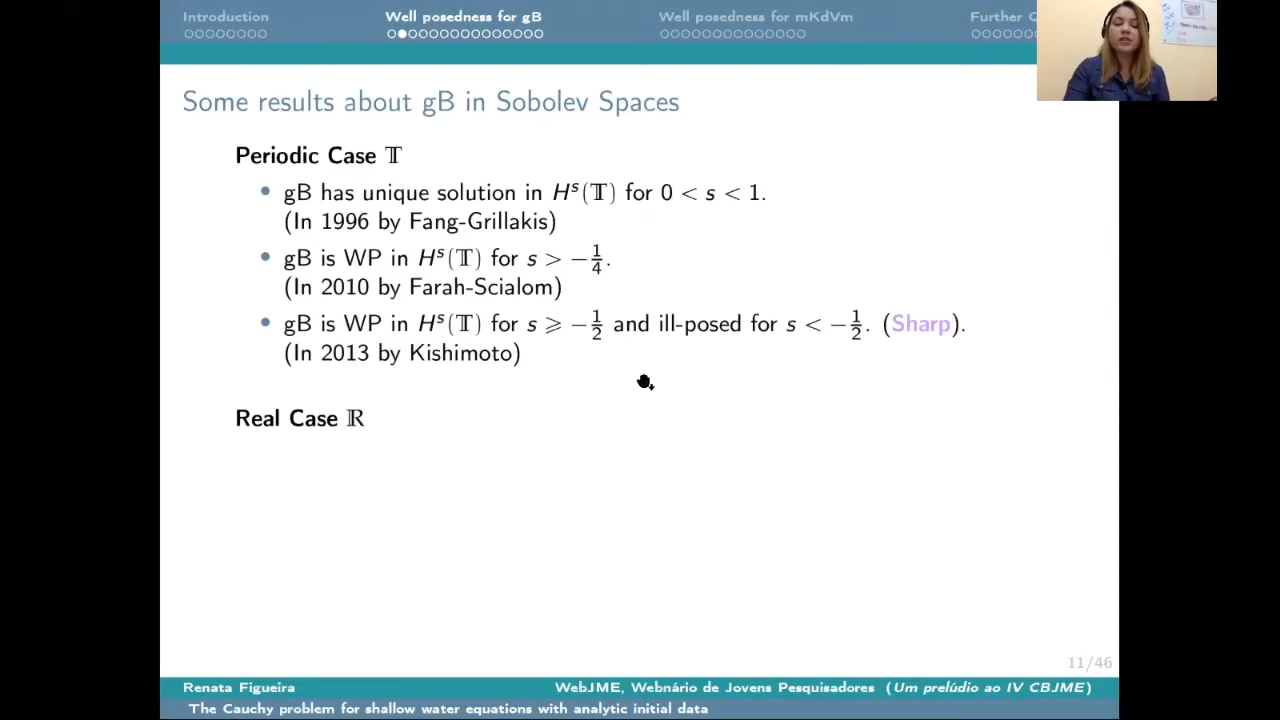 Introduction
Well posedness for gB
Well posedness for mKdVm
Further
Some results about gB in Sobolev Spaces
Periodic Case 𝕋
• gB has unique solution in Hˢ(𝕋) for 0 < s < 1.
(In 1996 by Fang-Grillakis)
• gB is WP in Hˢ(𝕋) for s > −1/4.
(In 2010 by Farah-Scialom)
• gB is WP in Hˢ(𝕋) for s ⩾ −1/2 and ill-posed for s < −1/2. (Sharp).
(In 2013 by Kishimoto)
Real Case ℝ
11/46
Renata Figueira
WebJME, Webnário de Jovens Pesquisadores (Um prelúdio ao IV CBJME)
The Cauchy problem for shallow water equations with analytic initial data